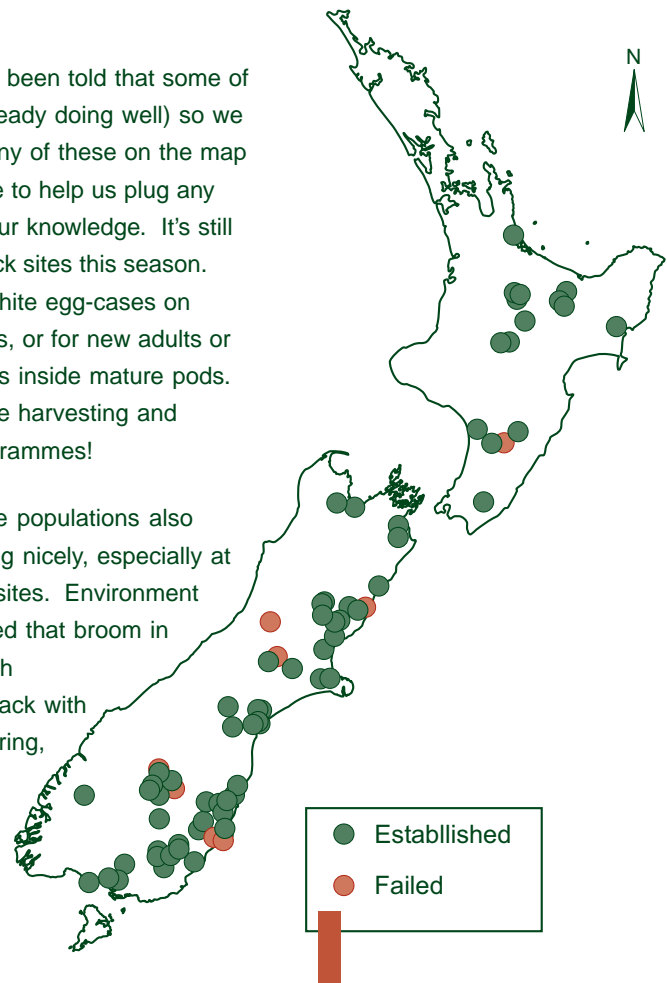 been told that some of
eady doing well) so we
ny of these on the map
e to help us plug any
ur knowledge. It's still
ck sites this season.
hite egg-cases on
s, or for new adults or
s inside mature pods.
e harvesting and
rammes!
e populations also
g nicely, especially at
sites. Environment
ed that broom in
h
ack with
ring,
N
Establlished
Failed